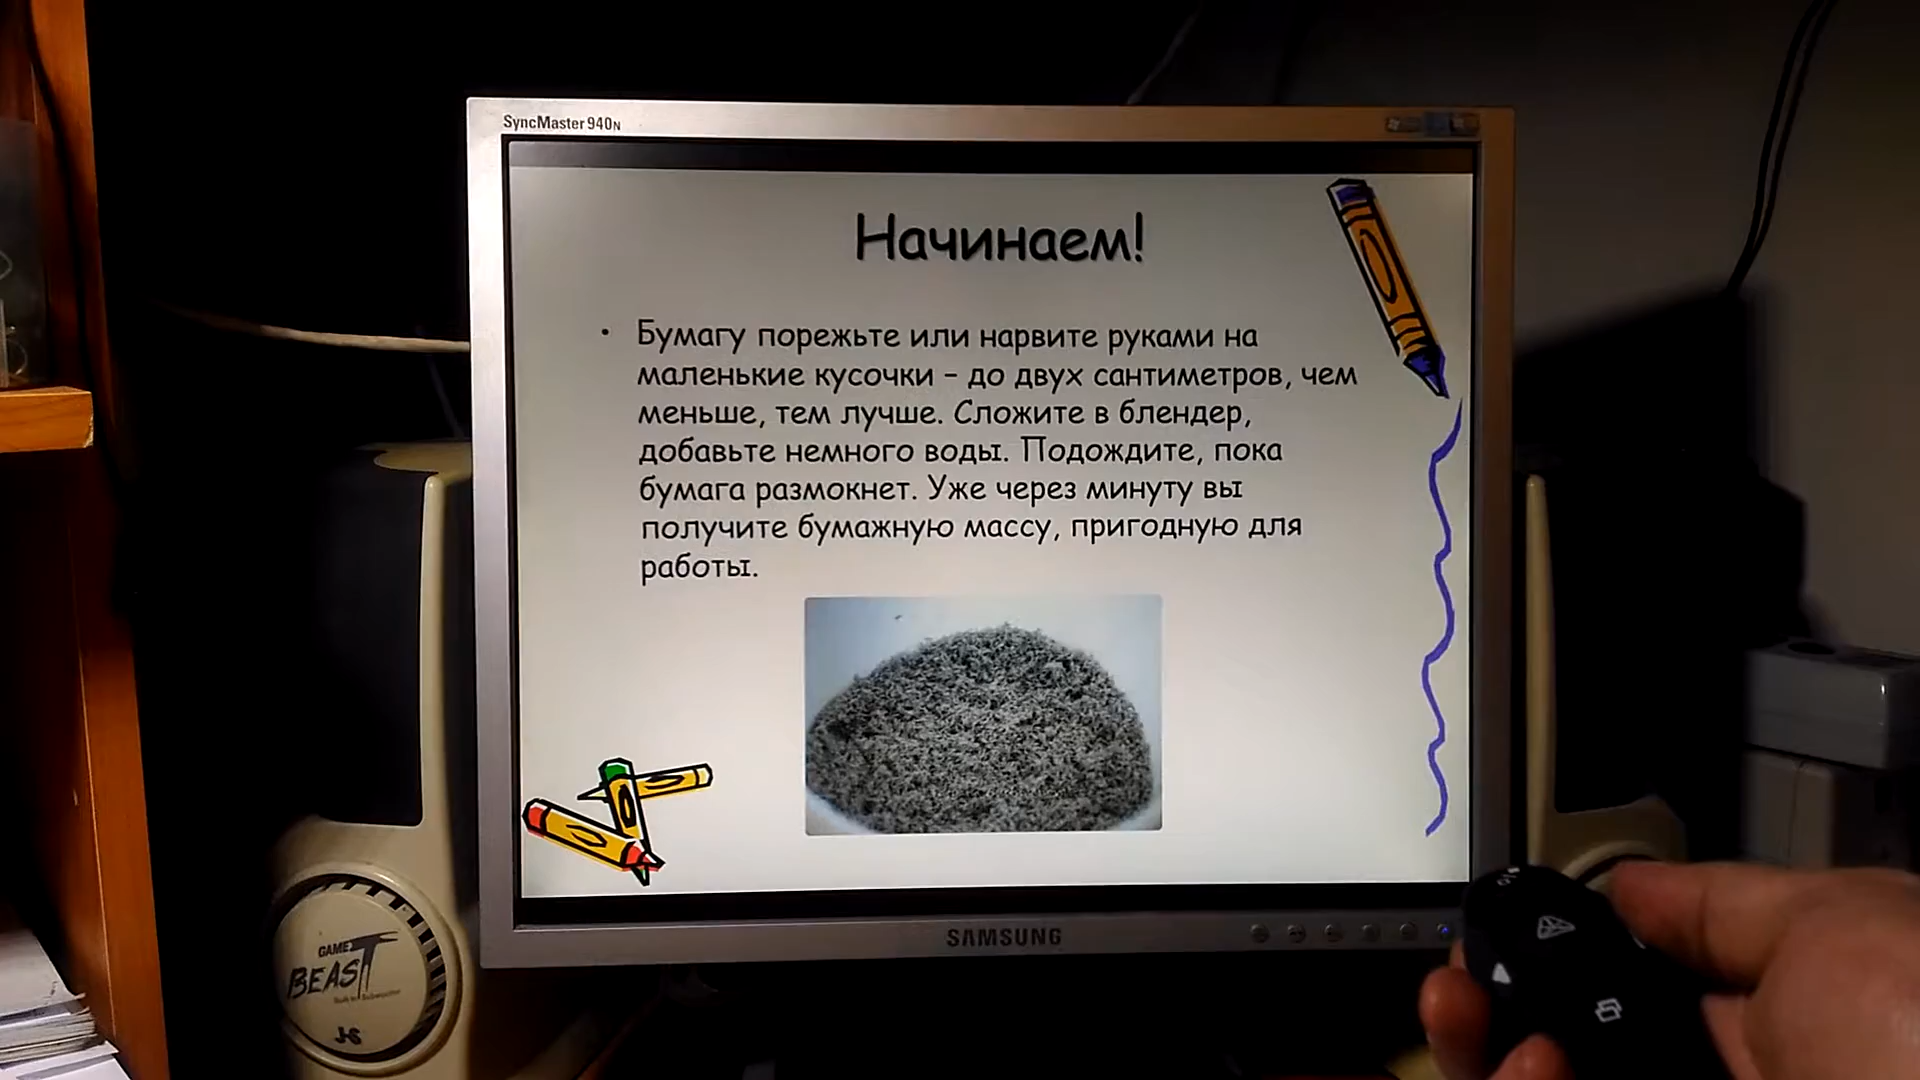 SyncMaster 940N
Начинаем!
• Бумагу порежьте или нарвите руками на
маленькие кусочки – до двух сантиметров, чем
меньше, тем лучше. Сложите в блендер,
добавьте немного воды. Подождите, пока
бумага размокнет. Уже через минуту вы
получите бумажную массу, пригодную для
работы.
SAMSUNG
GAME
BEAST
J-S